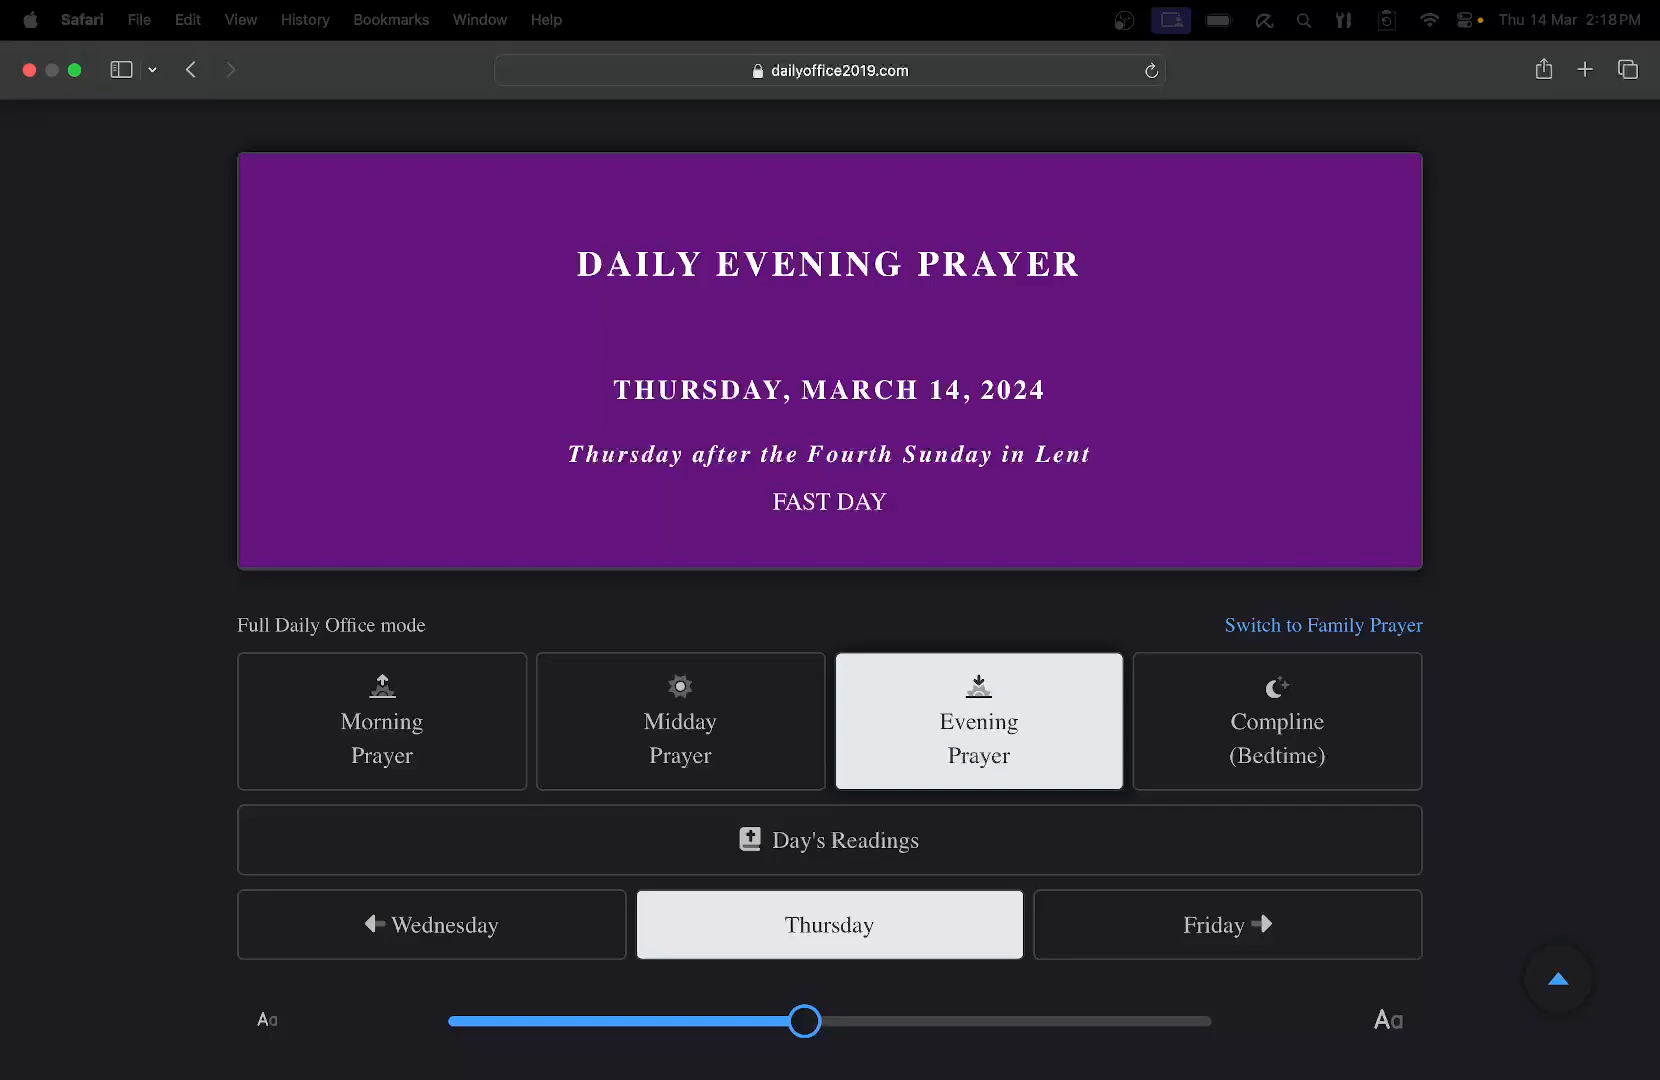 Safari File Edit View History Bookmarks Window Help Thu 14 Mar 2:18 PM
dailyoffice2019.com
DAILY EVENING PRAYER
THURSDAY, MARCH 14, 2024
Thursday after the Fourth Sunday in Lent
FAST DAY
Full Daily Office mode Switch to Family Prayer
Morning
Prayer
Midday
Prayer
Evening
Prayer
Compline
(Bedtime)
Day's Readings
Wednesday Thursday Friday
Aa Aa